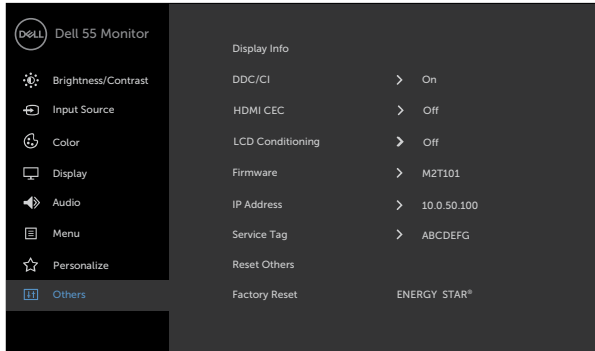 DELL Dell 55 Monitor
Brightness/Contrast
Input Source
Color
Display
Audio
Menu
Personalize
Others
Display Info
DDC/CI > On
HDMI CEC > Off
LCD Conditioning > Off
Firmware > M2T101
IP Address > 10.0.50.100
Service Tag > ABCDEFG
Reset Others
Factory Reset ENERGY STAR®